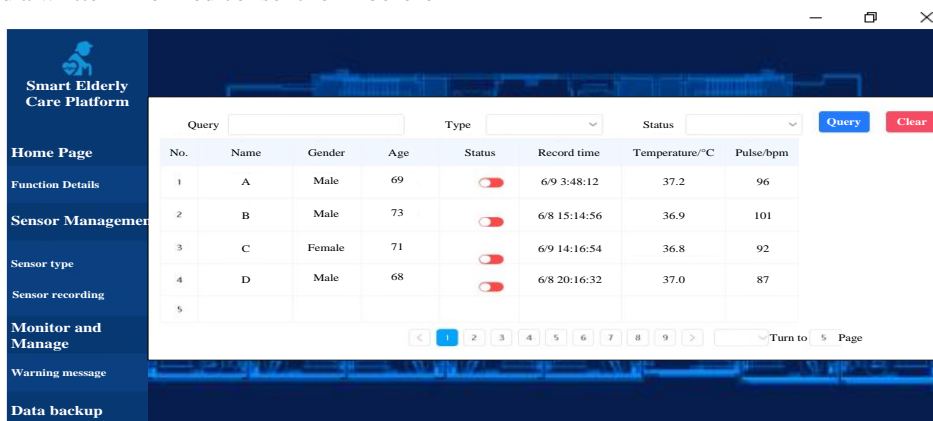 Smart Elderly
Care Platform
Home Page
Function Details
Sensor Managemen
Sensor type
Sensor recording
Monitor and
Manage
Warning message
Data backup
Query Type Status Query Clear
No. Name Gender Age Status Record time Temperature/°C Pulse/bpm
1 A Male 69 6/9 3:48:12 37.2 96
2 B Male 73 6/8 15:14:56 36.9 101
3 C Female 71 6/9 14:16:54 36.8 92
4 D Male 68 6/8 20:16:32 37.0 87
5
< 1 2 3 4 5 6 7 8 9 > Turn to 5 Page